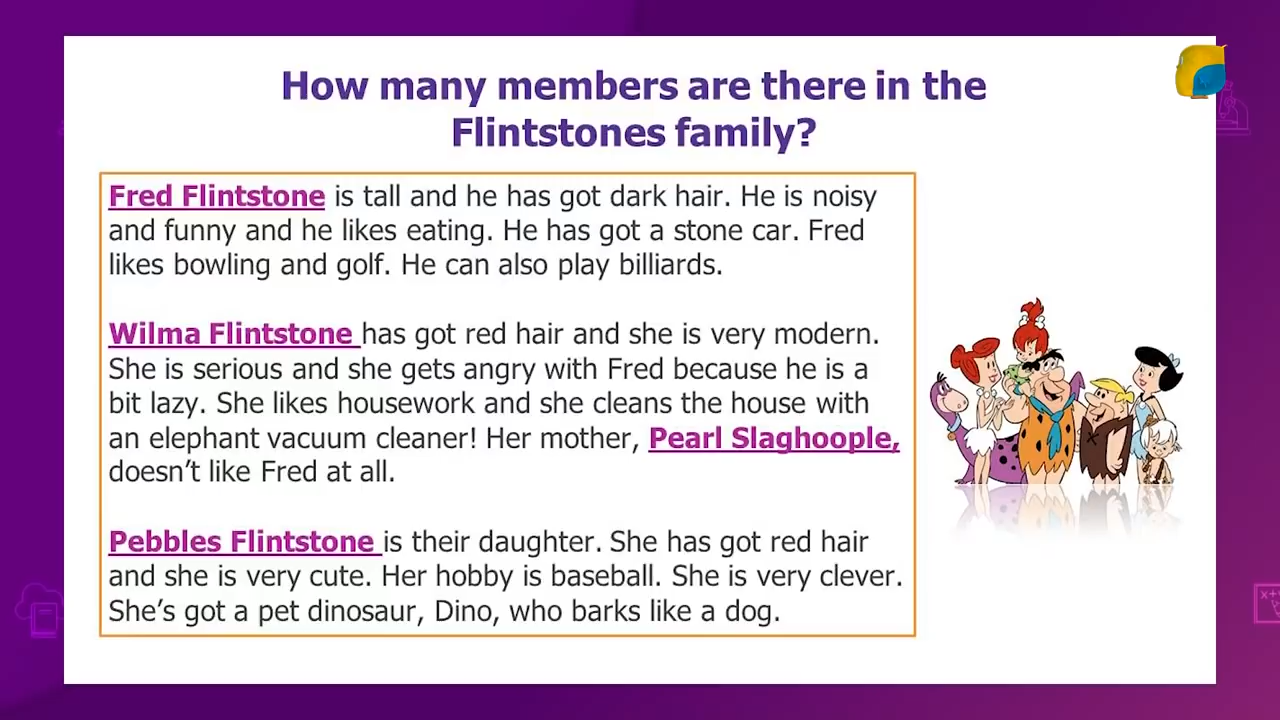 How many members are there in the
Flintstones family?
Fred Flintstone is tall and he has got dark hair. He is noisy
and funny and he likes eating. He has got a stone car. Fred
likes bowling and golf. He can also play billiards.
Wilma Flintstone has got red hair and she is very modern.
She is serious and she gets angry with Fred because he is a
bit lazy. She likes housework and she cleans the house with
an elephant vacuum cleaner! Her mother, Pearl Slaghoople,
doesn’t like Fred at all.
Pebbles Flintstone is their daughter. She has got red hair
and she is very cute. Her hobby is baseball. She is very clever.
She’s got a pet dinosaur, Dino, who barks like a dog.